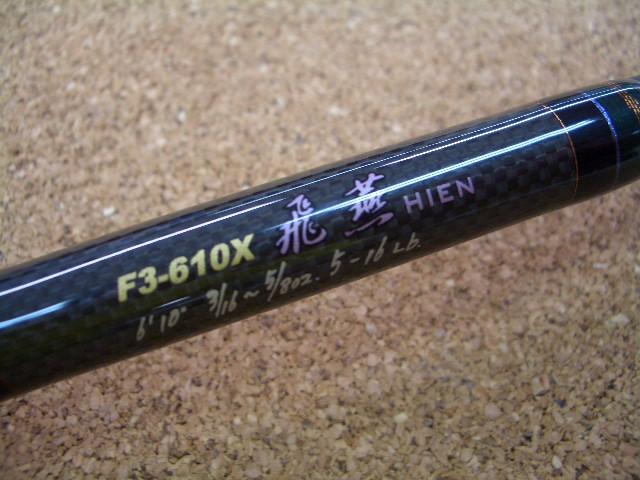 F3-610X 飛燕 HIEN
6'10" 3/16~5/8oz. 5-16Lb.